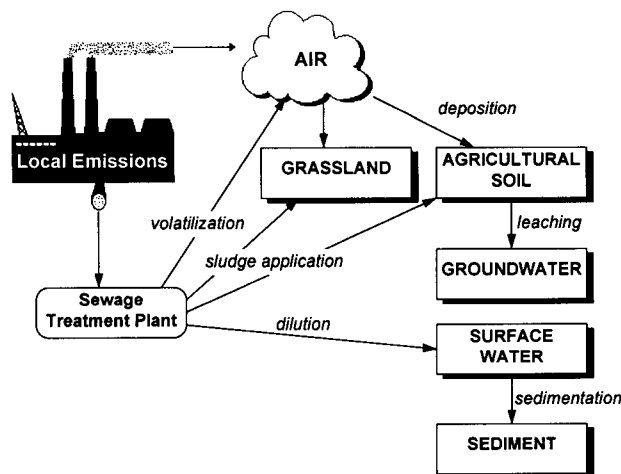 AIR
deposition
Local Emissions
GRASSLAND
AGRICULTURAL
SOIL
volatilization
leaching
sludge application
GROUNDWATER
Sewage
Treatment Plant
dilution
SURFACE
WATER
sedimentation
SEDIMENT